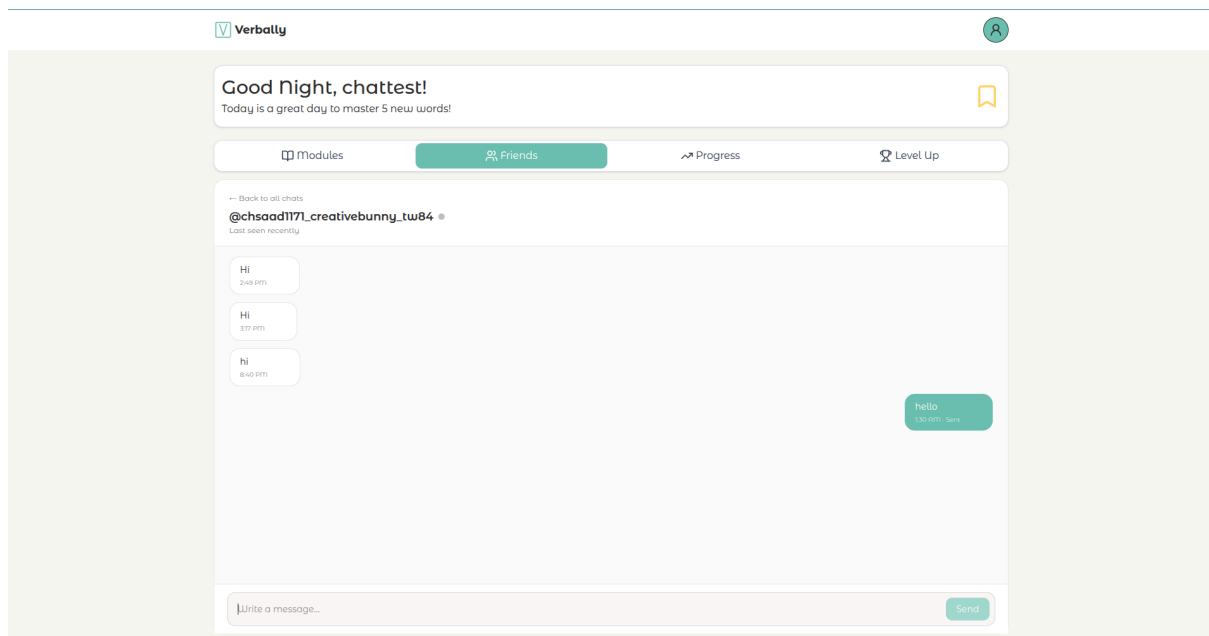 Verbally
Good Night, chattest!
Today is a great day to master 5 new words!
Modules
Friends
Progress
Level Up
← Back to all chats
@chsaad1171_creativebunny_tw84
Last seen recently
Hi
2:49 PM
Hi
3:17 PM
hi
8:40 PM
hello
1:30 AM · Sent
Write a message...
Send